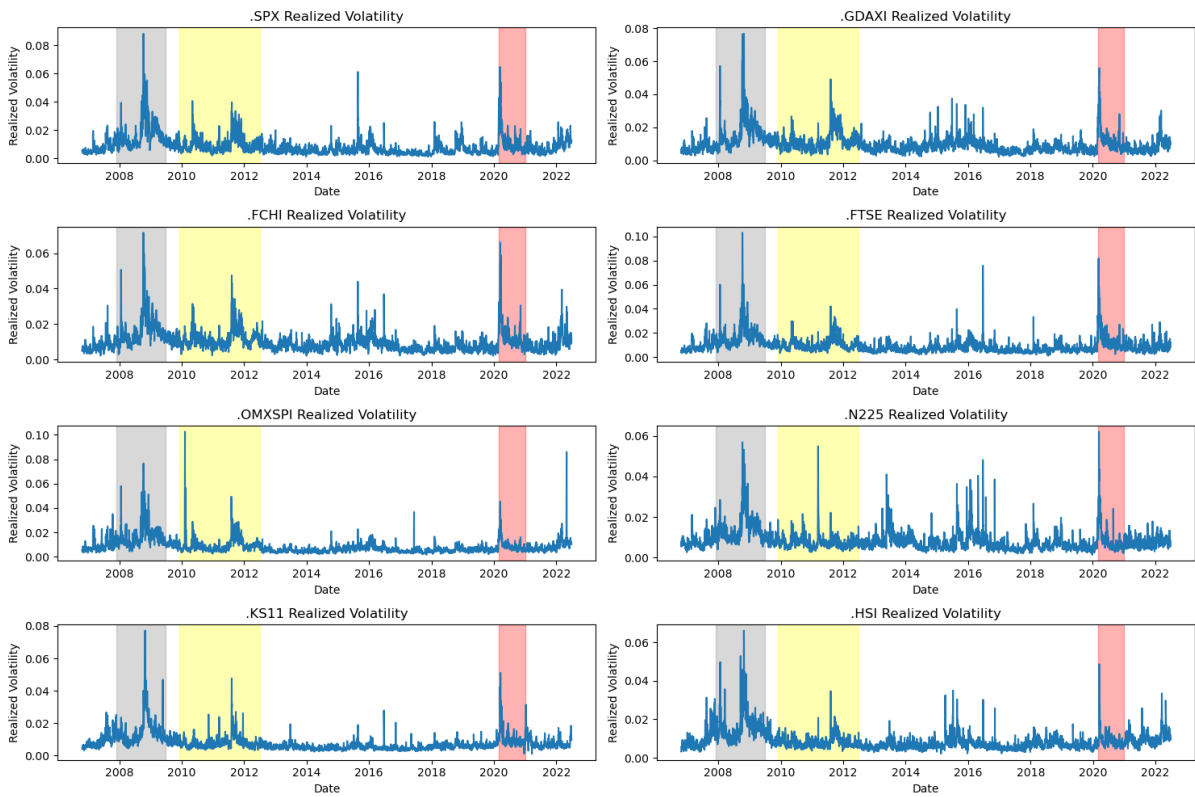 .SPX Realized Volatility
Realized Volatility
0.08
0.06
0.04
0.02
0.00
2008 2010 2012 2014 2016 2018 2020 2022
Date
.GDAXI Realized Volatility
Realized Volatility
0.08
0.06
0.04
0.02
0.00
2008 2010 2012 2014 2016 2018 2020 2022
Date
.FCHI Realized Volatility
Realized Volatility
0.06
0.04
0.02
0.00
2008 2010 2012 2014 2016 2018 2020 2022
Date
.FTSE Realized Volatility
Realized Volatility
0.10
0.08
0.06
0.04
0.02
0.00
2008 2010 2012 2014 2016 2018 2020 2022
Date
.OMXSPI Realized Volatility
Realized Volatility
0.10
0.08
0.06
0.04
0.02
0.00
2008 2010 2012 2014 2016 2018 2020 2022
Date
.N225 Realized Volatility
Realized Volatility
0.06
0.04
0.02
0.00
2008 2010 2012 2014 2016 2018 2020 2022
Date
.KS11 Realized Volatility
Realized Volatility
0.08
0.06
0.04
0.02
0.00
2008 2010 2012 2014 2016 2018 2020 2022
Date
.HSI Realized Volatility
Realized Volatility
0.06
0.04
0.02
0.00
2008 2010 2012 2014 2016 2018 2020 2022
Date